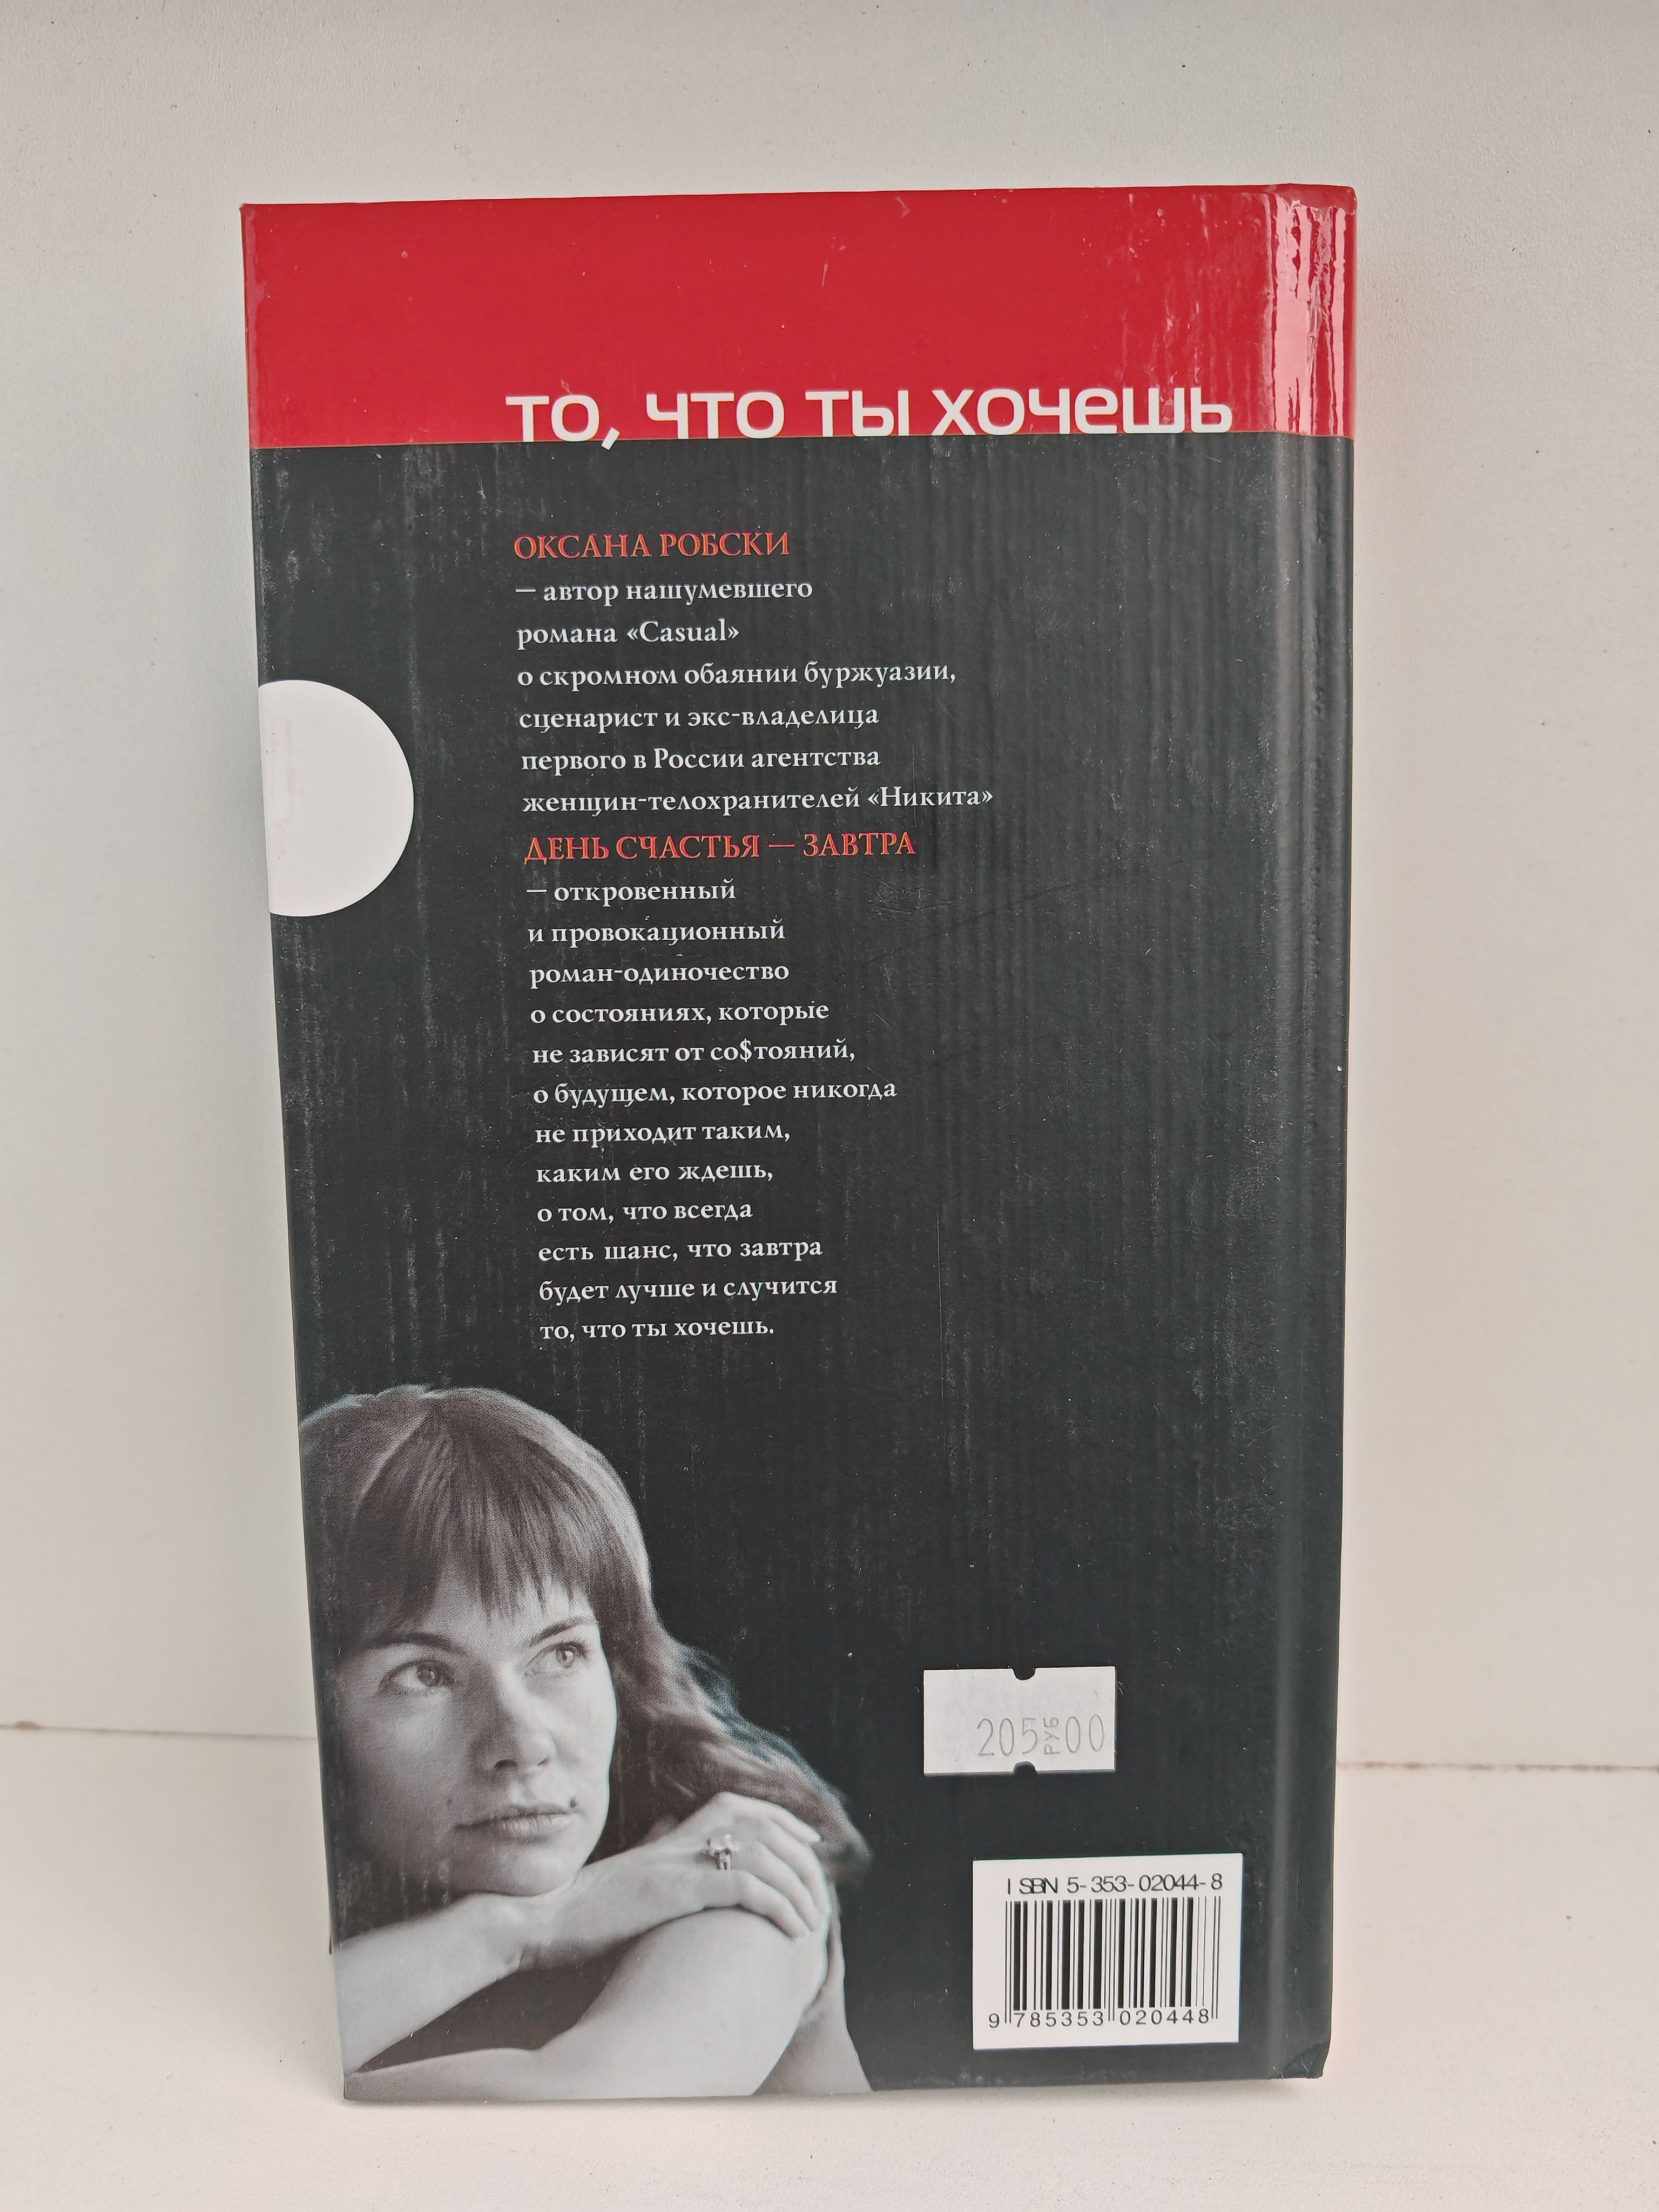 то, что ты хочешь
ОКСАНА РОБСКИ
— автор нашумевшего
романа «Casual»
о скромном обаянии буржуазии,
сценарист и экс-владелица
первого в России агентства
женщин-телохранителей «Никита»
ДЕНЬ СЧАСТЬЯ — ЗАВТРА
— откровенный
и провокационный
роман-одиночество
о состояниях, которые
не зависят от со$тояний,
о будущем, которое никогда
не приходит таким,
каким его ждешь,
о том, что всегда
есть шанс, что завтра
будет лучше и случится
то, что ты хочешь.
205 РУБ 00
ISBN 5-353-02044-8
9 785353 020448